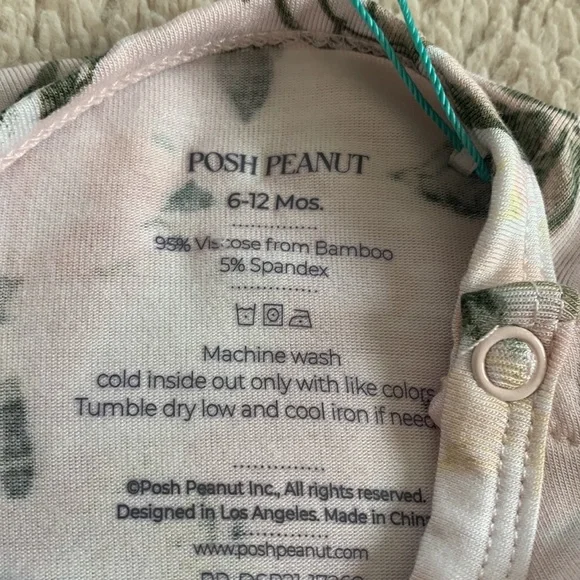 POSH PEANUT
6-12 Mos.
95% Viscose from Bamboo
5% Spandex
Machine wash
cold inside out only with like colors
Tumble dry low and cool iron if need
©Posh Peanut Inc., All rights reserved.
Designed in Los Angeles. Made in Chin
www.poshpeanut.com